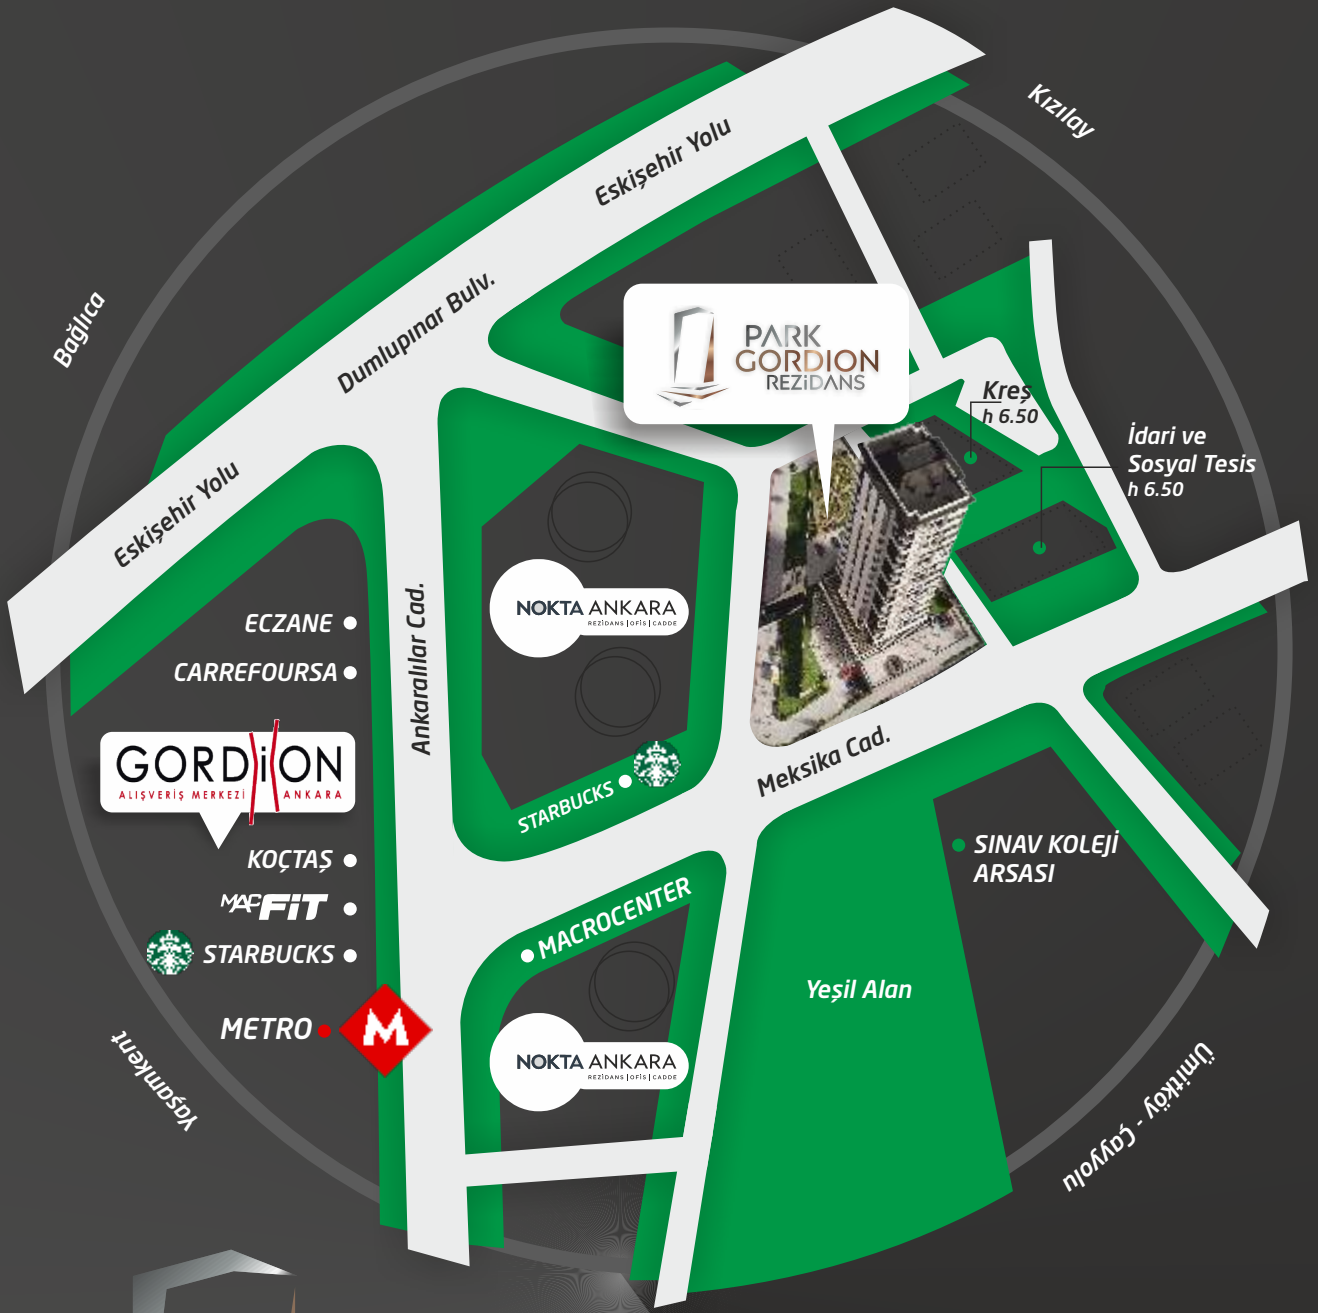 Kızılay
Eskişehir Yolu
Dumlupınar Bulv.
Bağlıca
PARK
GORDION
REZiDANS
Kreş
h 6.50
İdari ve
Sosyal Tesis
h 6.50
Eskişehir Yolu
Ankaralılar Cad.
NOKTA ANKARA
REZİDANS | OFİS | CADDE
ECZANE
CARREFOURSA
GORDiON
ALIŞVERİŞ MERKEZİ ANKARA
Meksika Cad.
STARBUCKS
KOÇTAŞ
MACFiT
STARBUCKS
METRO
M
MACROCENTER
SINAV KOLEJİ
ARSASI
Yeşil Alan
NOKTA ANKARA
REZİDANS | OFİS | CADDE
Yaşamkent
Ümitköy - Çayyolu